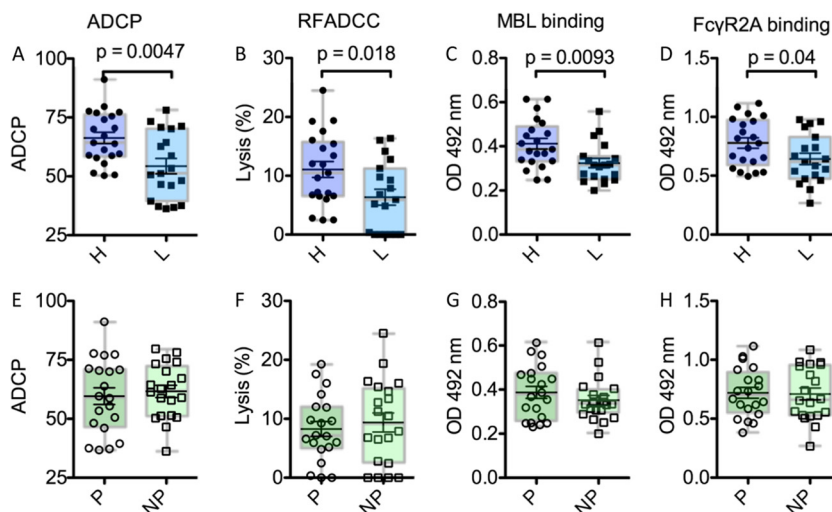 ADCP RFADCC MBL binding FcγR2A binding
A p = 0.0047 B p = 0.018 C p = 0.0093 D p = 0.04
100 75 50 25 ADCP H L
30 20 10 0 Lysis (%) H L
0.8 0.6 0.4 0.2 0.0 OD 492 nm H L
1.5 1.0 0.5 0.0 OD 492 nm H L
E F G H
100 75 50 25 ADCP P NP
30 20 10 0 Lysis (%) P NP
0.8 0.6 0.4 0.2 0.0 OD 492 nm P NP
1.5 1.0 0.5 0.0 OD 492 nm P NP